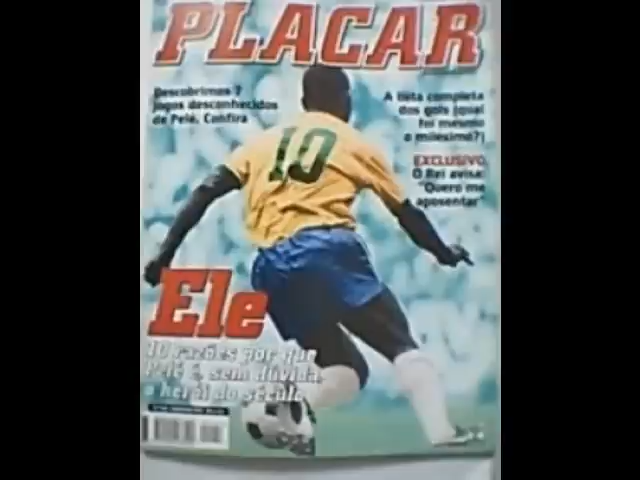 PLACAR
Descobrimos 7
jogos desconhecidos
de Pelé. Confira
A lista completa
dos gols (qual
foi mesmo
o milésimo?)
EXCLUSIVO
O Rei avisa:
"Quero me
aposentar"
10
Ele
10 razões por que
Pelé é, sem dúvida,
o herói do século